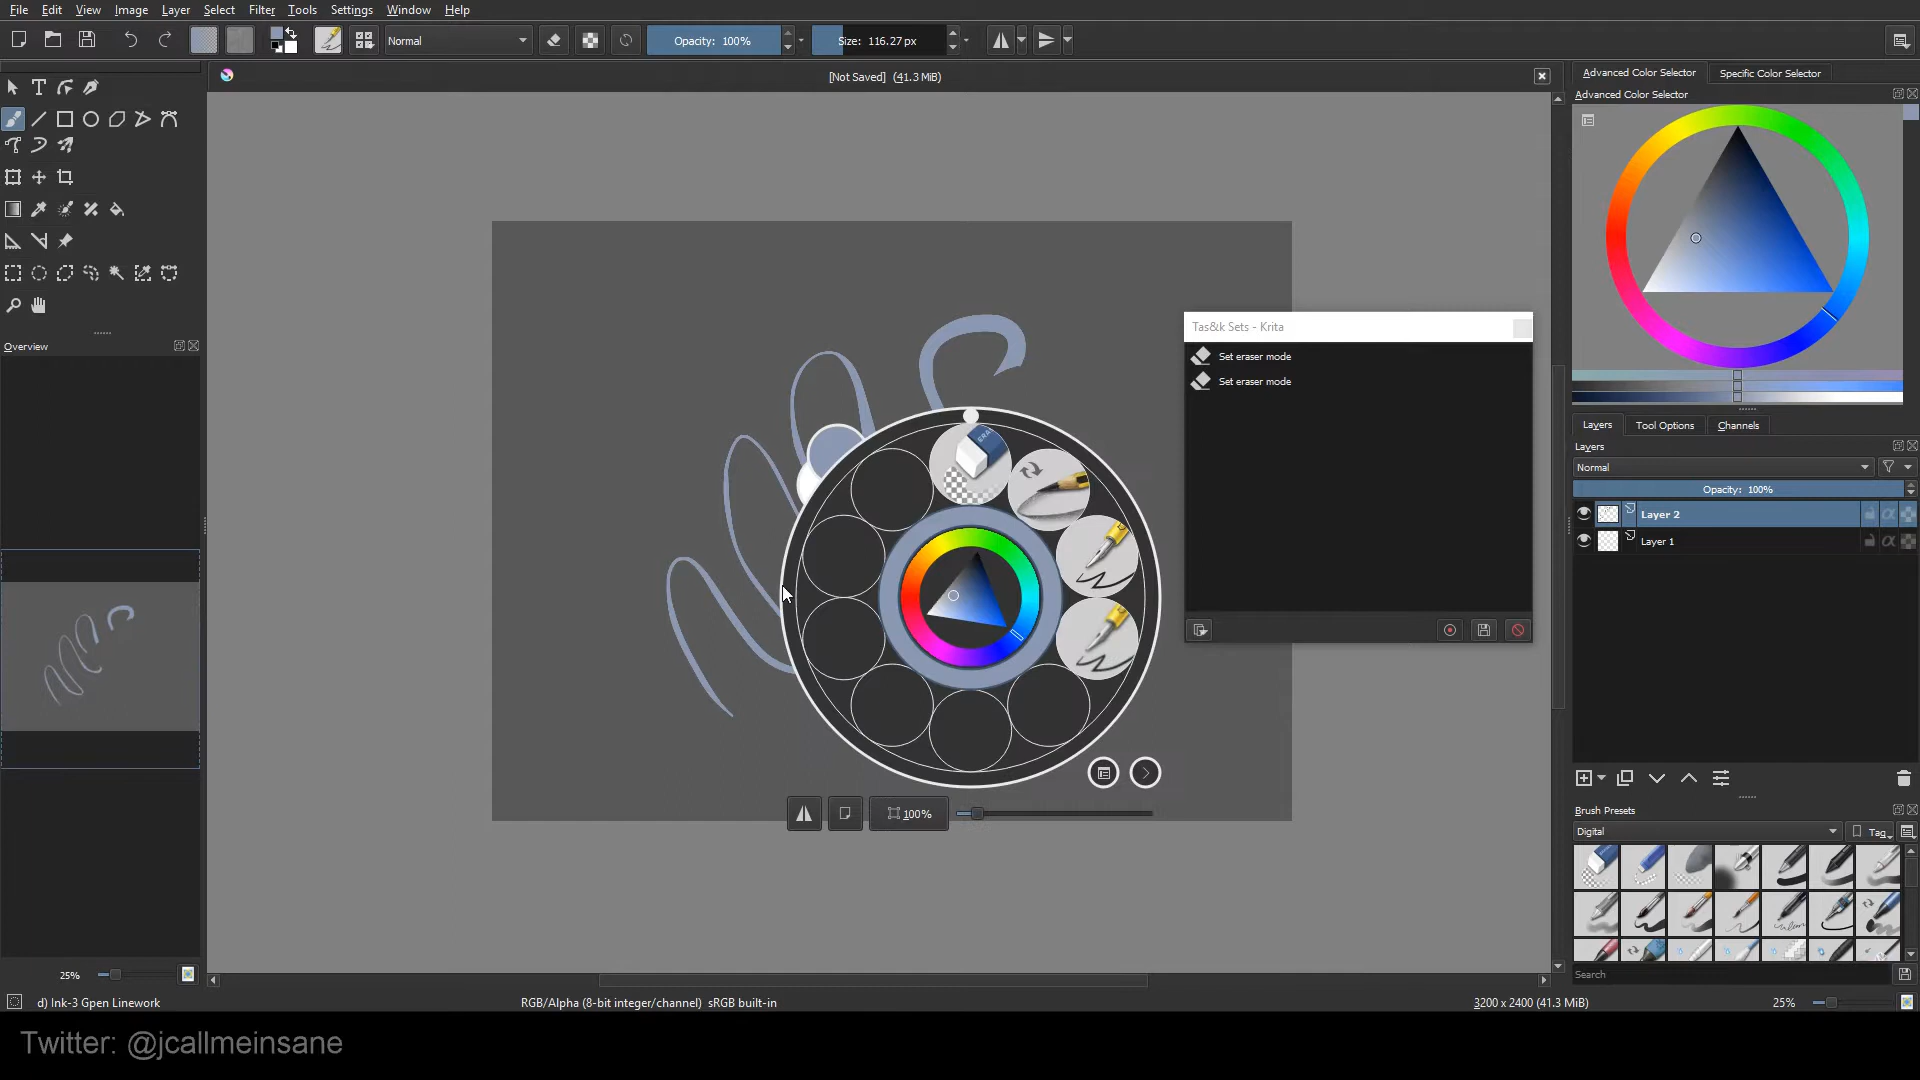 File Edit View Image Layer Select Filter Tools Settings Window Help
Normal
Opacity: 100%
Size: 116.27 px
[Not Saved] (41.3 MiB)
Advanced Color Selector
Specific Color Selector
Advanced Color Selector
Overview
Tas&k Sets - Krita
Set eraser mode
Set eraser mode
Layers
Tool Options
Channels
Layers
Normal
Opacity: 100%
Layer 2
Layer 1
100%
Brush Presets
Digital
Tag
Search
25%
d) Ink-3 Gpen Linework
RGB/Alpha (8-bit integer/channel) sRGB built-in
3200 x 2400 (41.3 MiB)
25%
Twitter: @jcallmeinsane